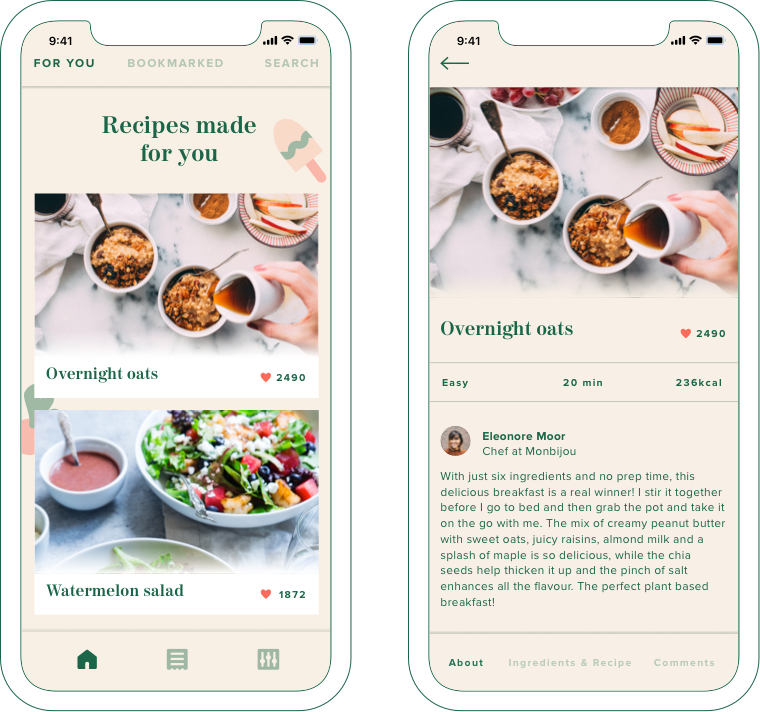 9:41
FOR YOU BOOKMARKED SEARCH
Recipes made
for you
Overnight oats
2490
Watermelon salad
1872
9:41
Overnight oats
2490
Easy 20 min 236kcal
Eleonore Moor
Chef at Monbijou
With just six ingredients and no prep time, this
delicious breakfast is a real winner! I stir it together
before I go to bed and then grab the pot and take it
on the go with me. The mix of creamy peanut butter
with sweet oats, juicy raisins, almond milk and a
splash of maple is so delicious, while the chia
seeds help thicken it up and the pinch of salt
enhances all the flavour. The perfect plant based
breakfast!
About Ingredients & Recipe Comments